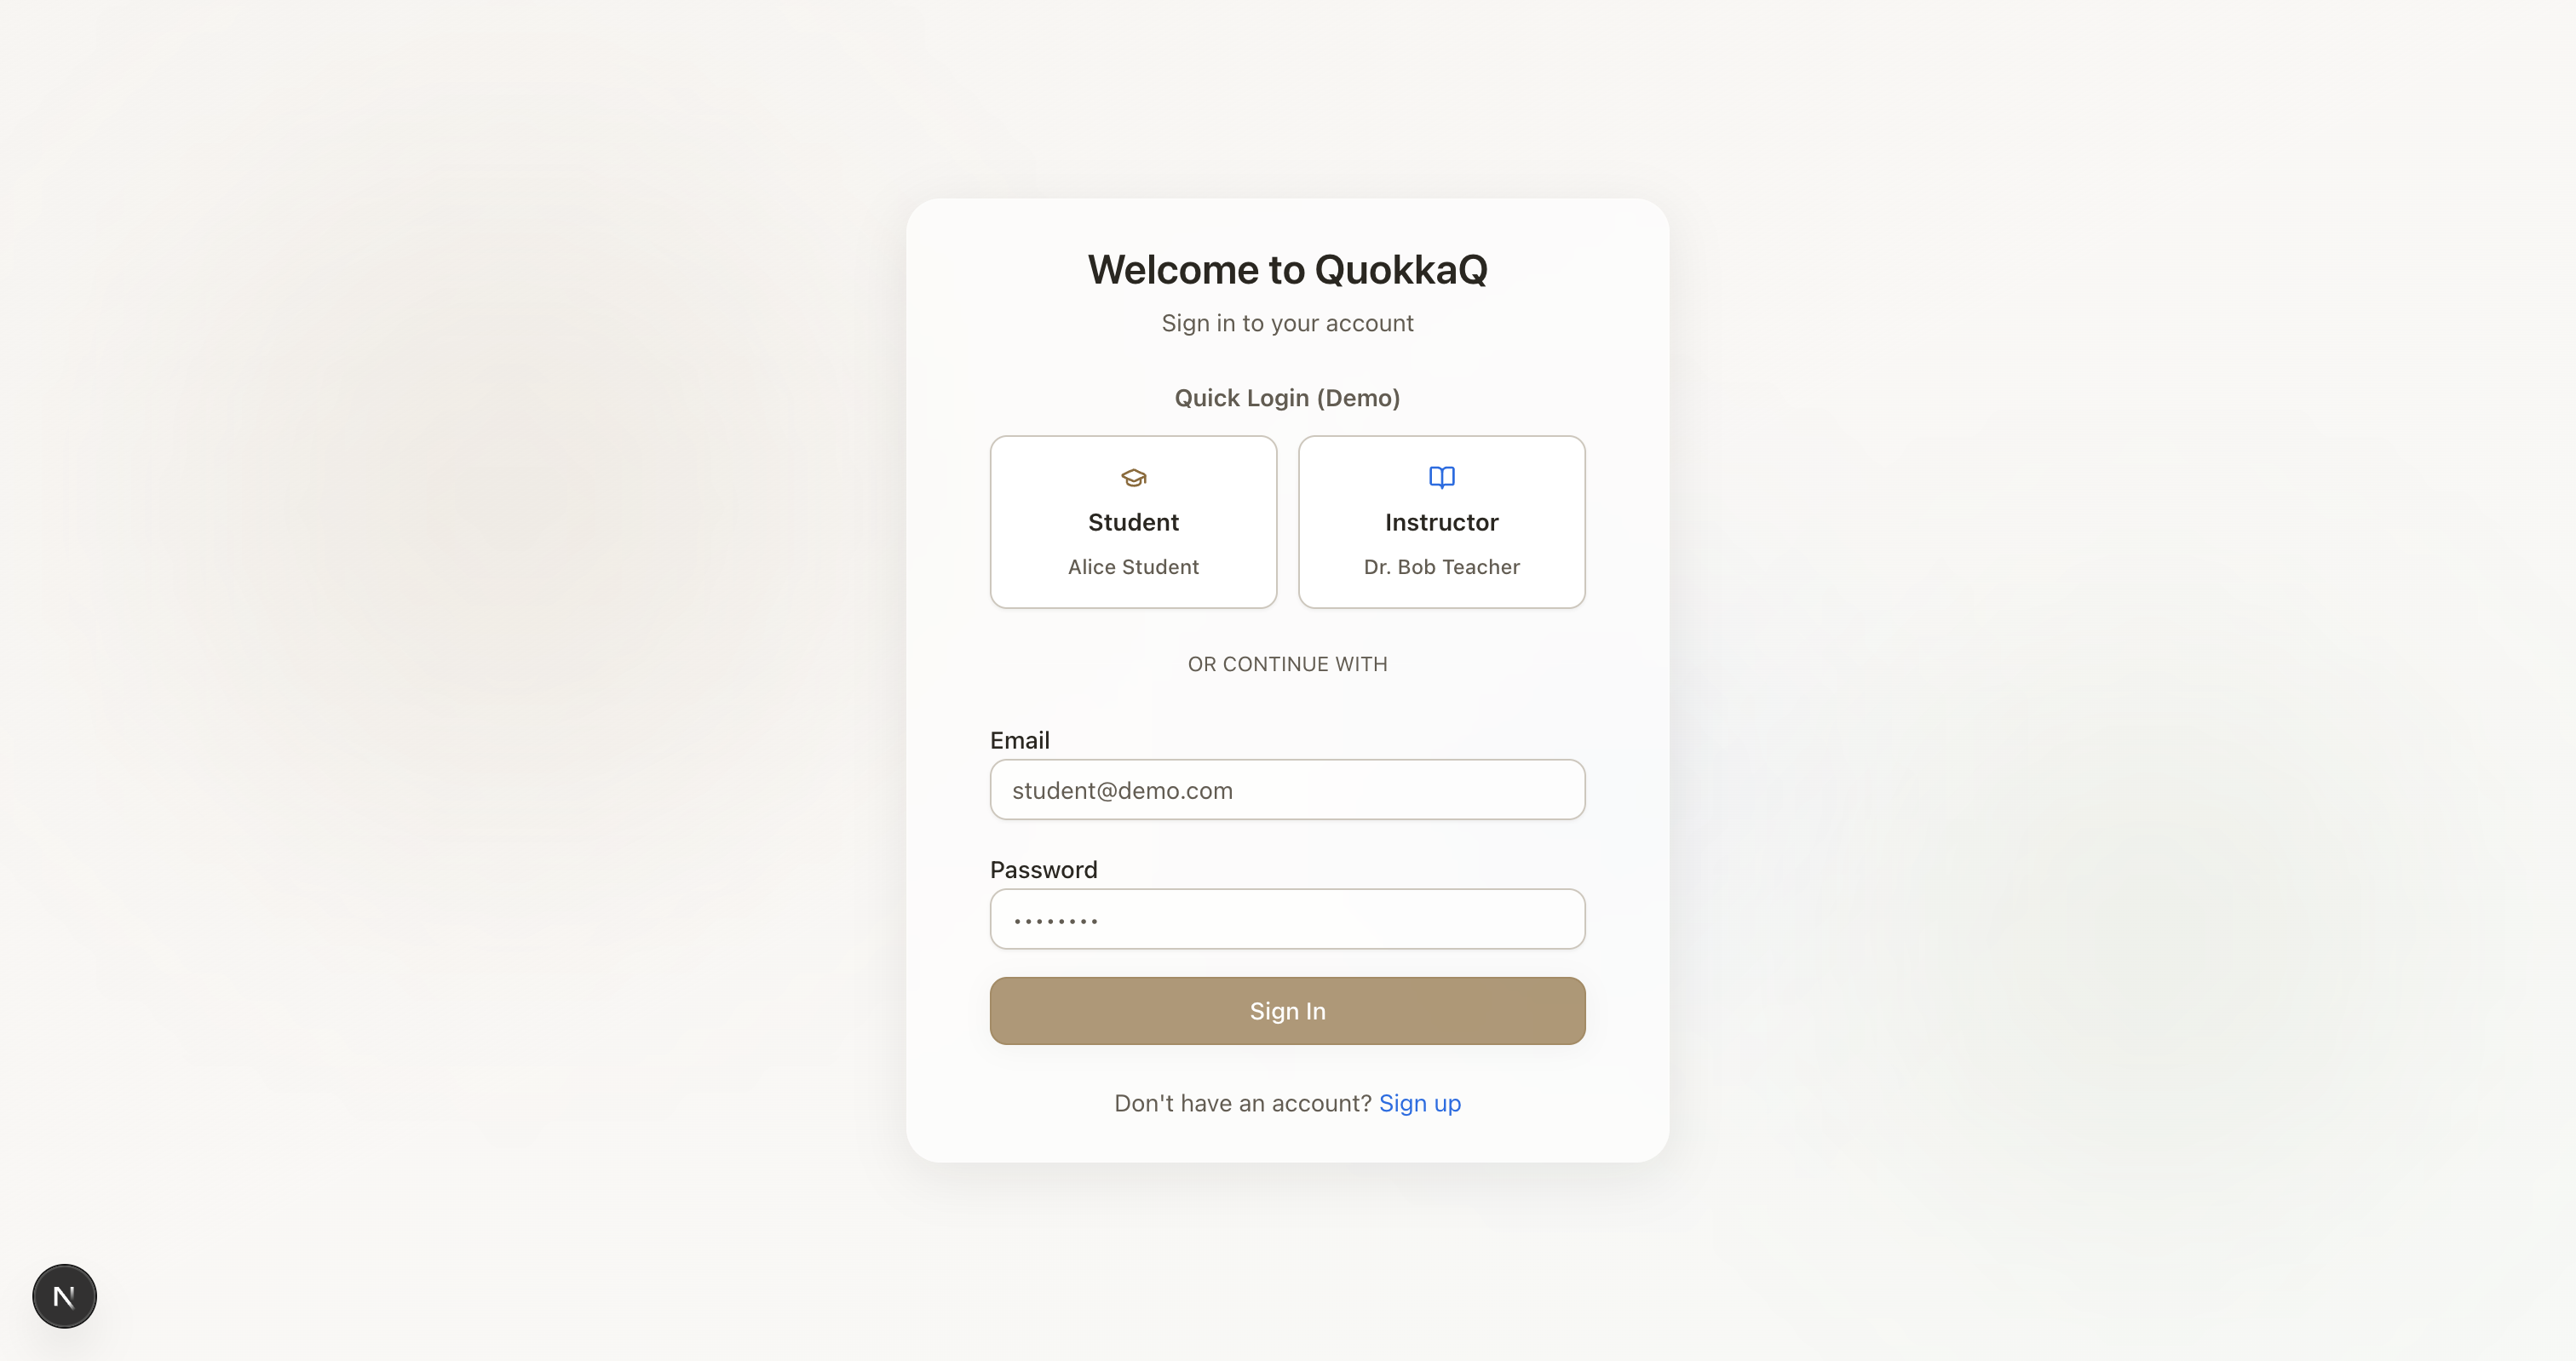 Welcome to QuokkaQ
Sign in to your account
Quick Login (Demo)
Student
Alice Student
Instructor
Dr. Bob Teacher
OR CONTINUE WITH
Email
student@demo.com
Password
••••••••
Sign In
Don't have an account? Sign up
N